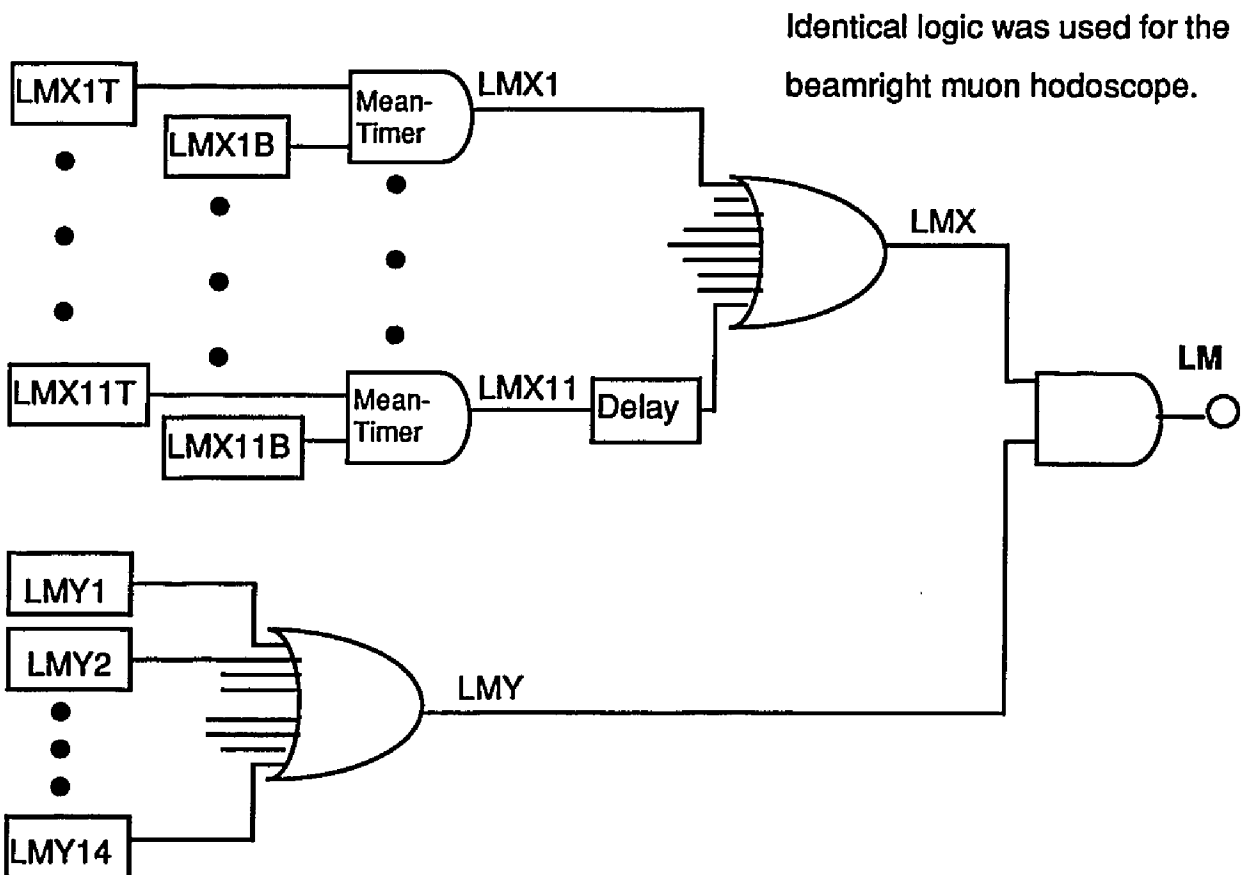 Identical logic was used for the
beamright muon hodoscope.
LMX1T
LMX1B
Mean-
Timer
LMX1
LMX
LMX11T
LMX11B
Mean-
Timer
LMX11
Delay
LM
LMY1
LMY2
LMY
LMY14